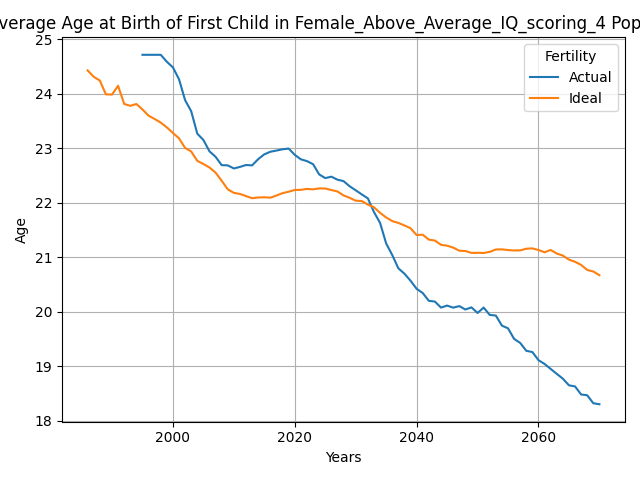 verage Age at Birth of First Child in Female_Above_Average_IQ_scoring_4 Pop
25
24
23
22
21
20
19
18
Age
Fertility
Actual
Ideal
2000 2020 2040 2060
Years